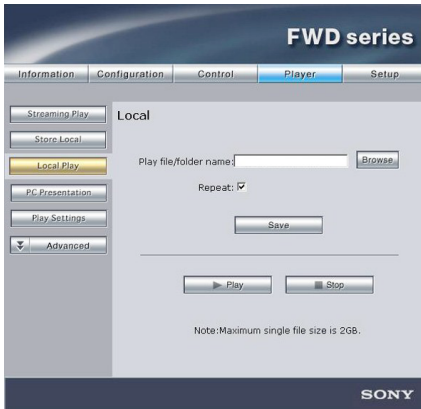 FWD series
Information Configuration Control Player Setup
Streaming Play
Store Local
Local Play
PC Presentation
Play Settings
Advanced
Local
Play file/folder name:
Browse
Repeat:
Save
Play Stop
Note:Maximum single file size is 2GB.
SONY